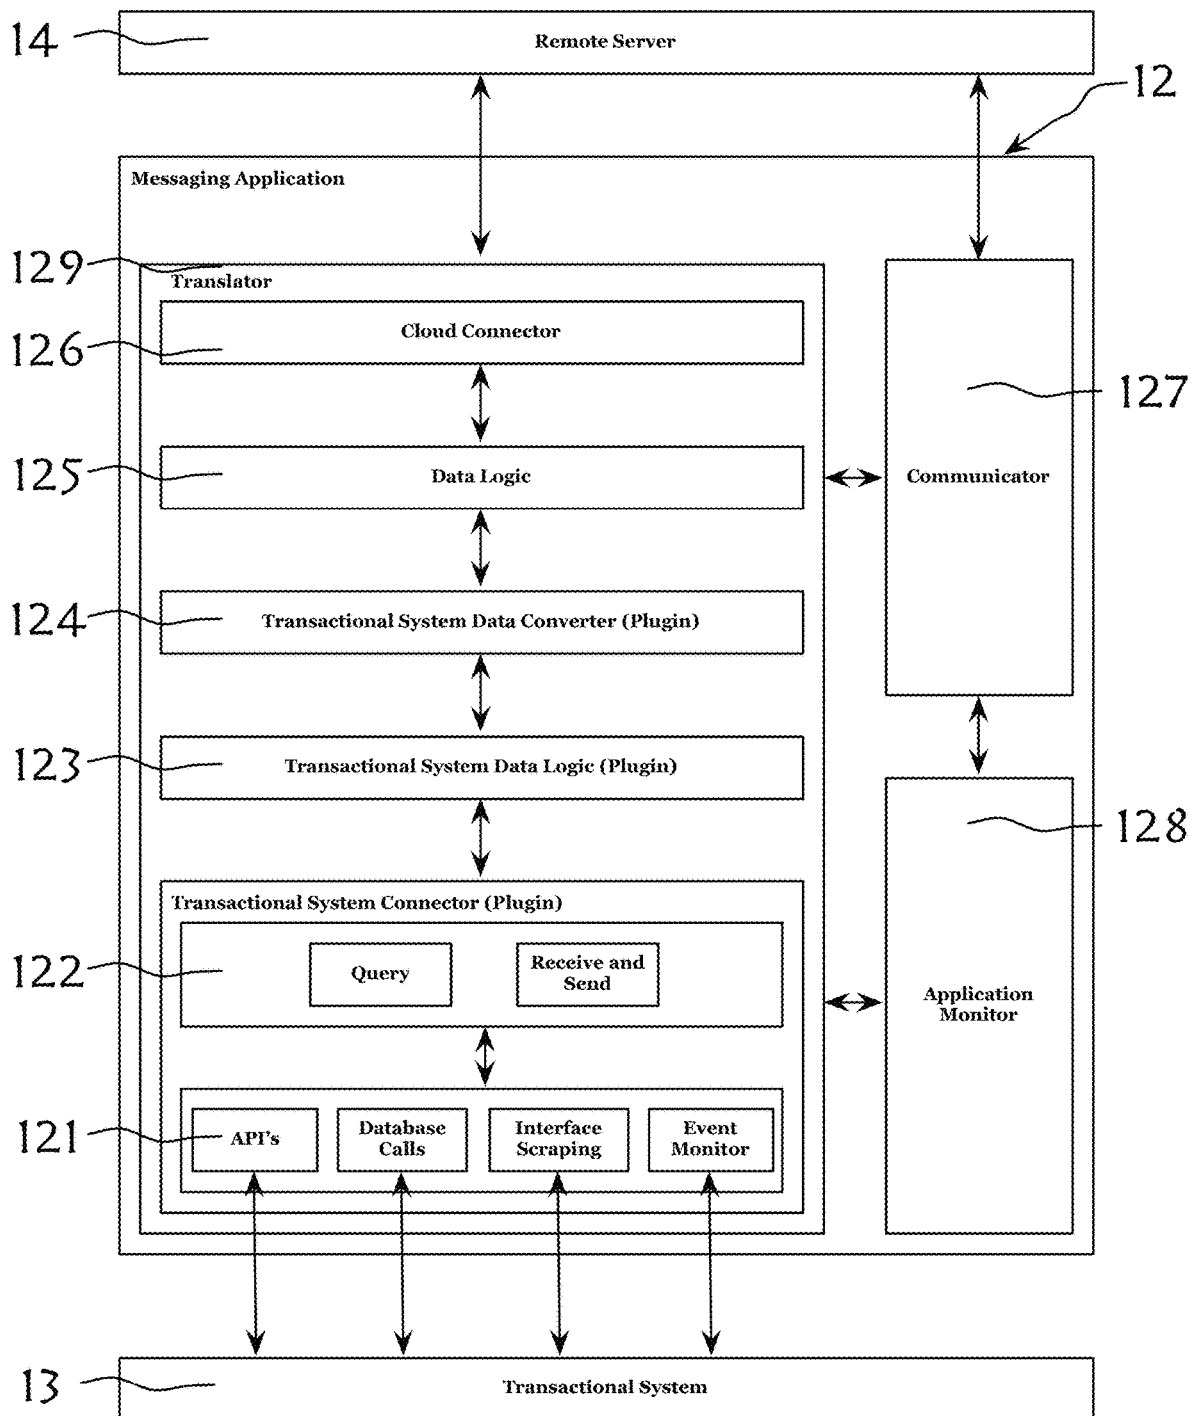 14
Remote Server
12
Messaging Application
129
Translator
126
Cloud Connector
127
125
Data Logic
Communicator
124
Transactional System Data Converter (Plugin)
123
Transactional System Data Logic (Plugin)
128
Transactional System Connector (Plugin)
122
Query
Receive and
Send
Application
Monitor
121
API's
Database
Calls
Interface
Scraping
Event
Monitor
13
Transactional System